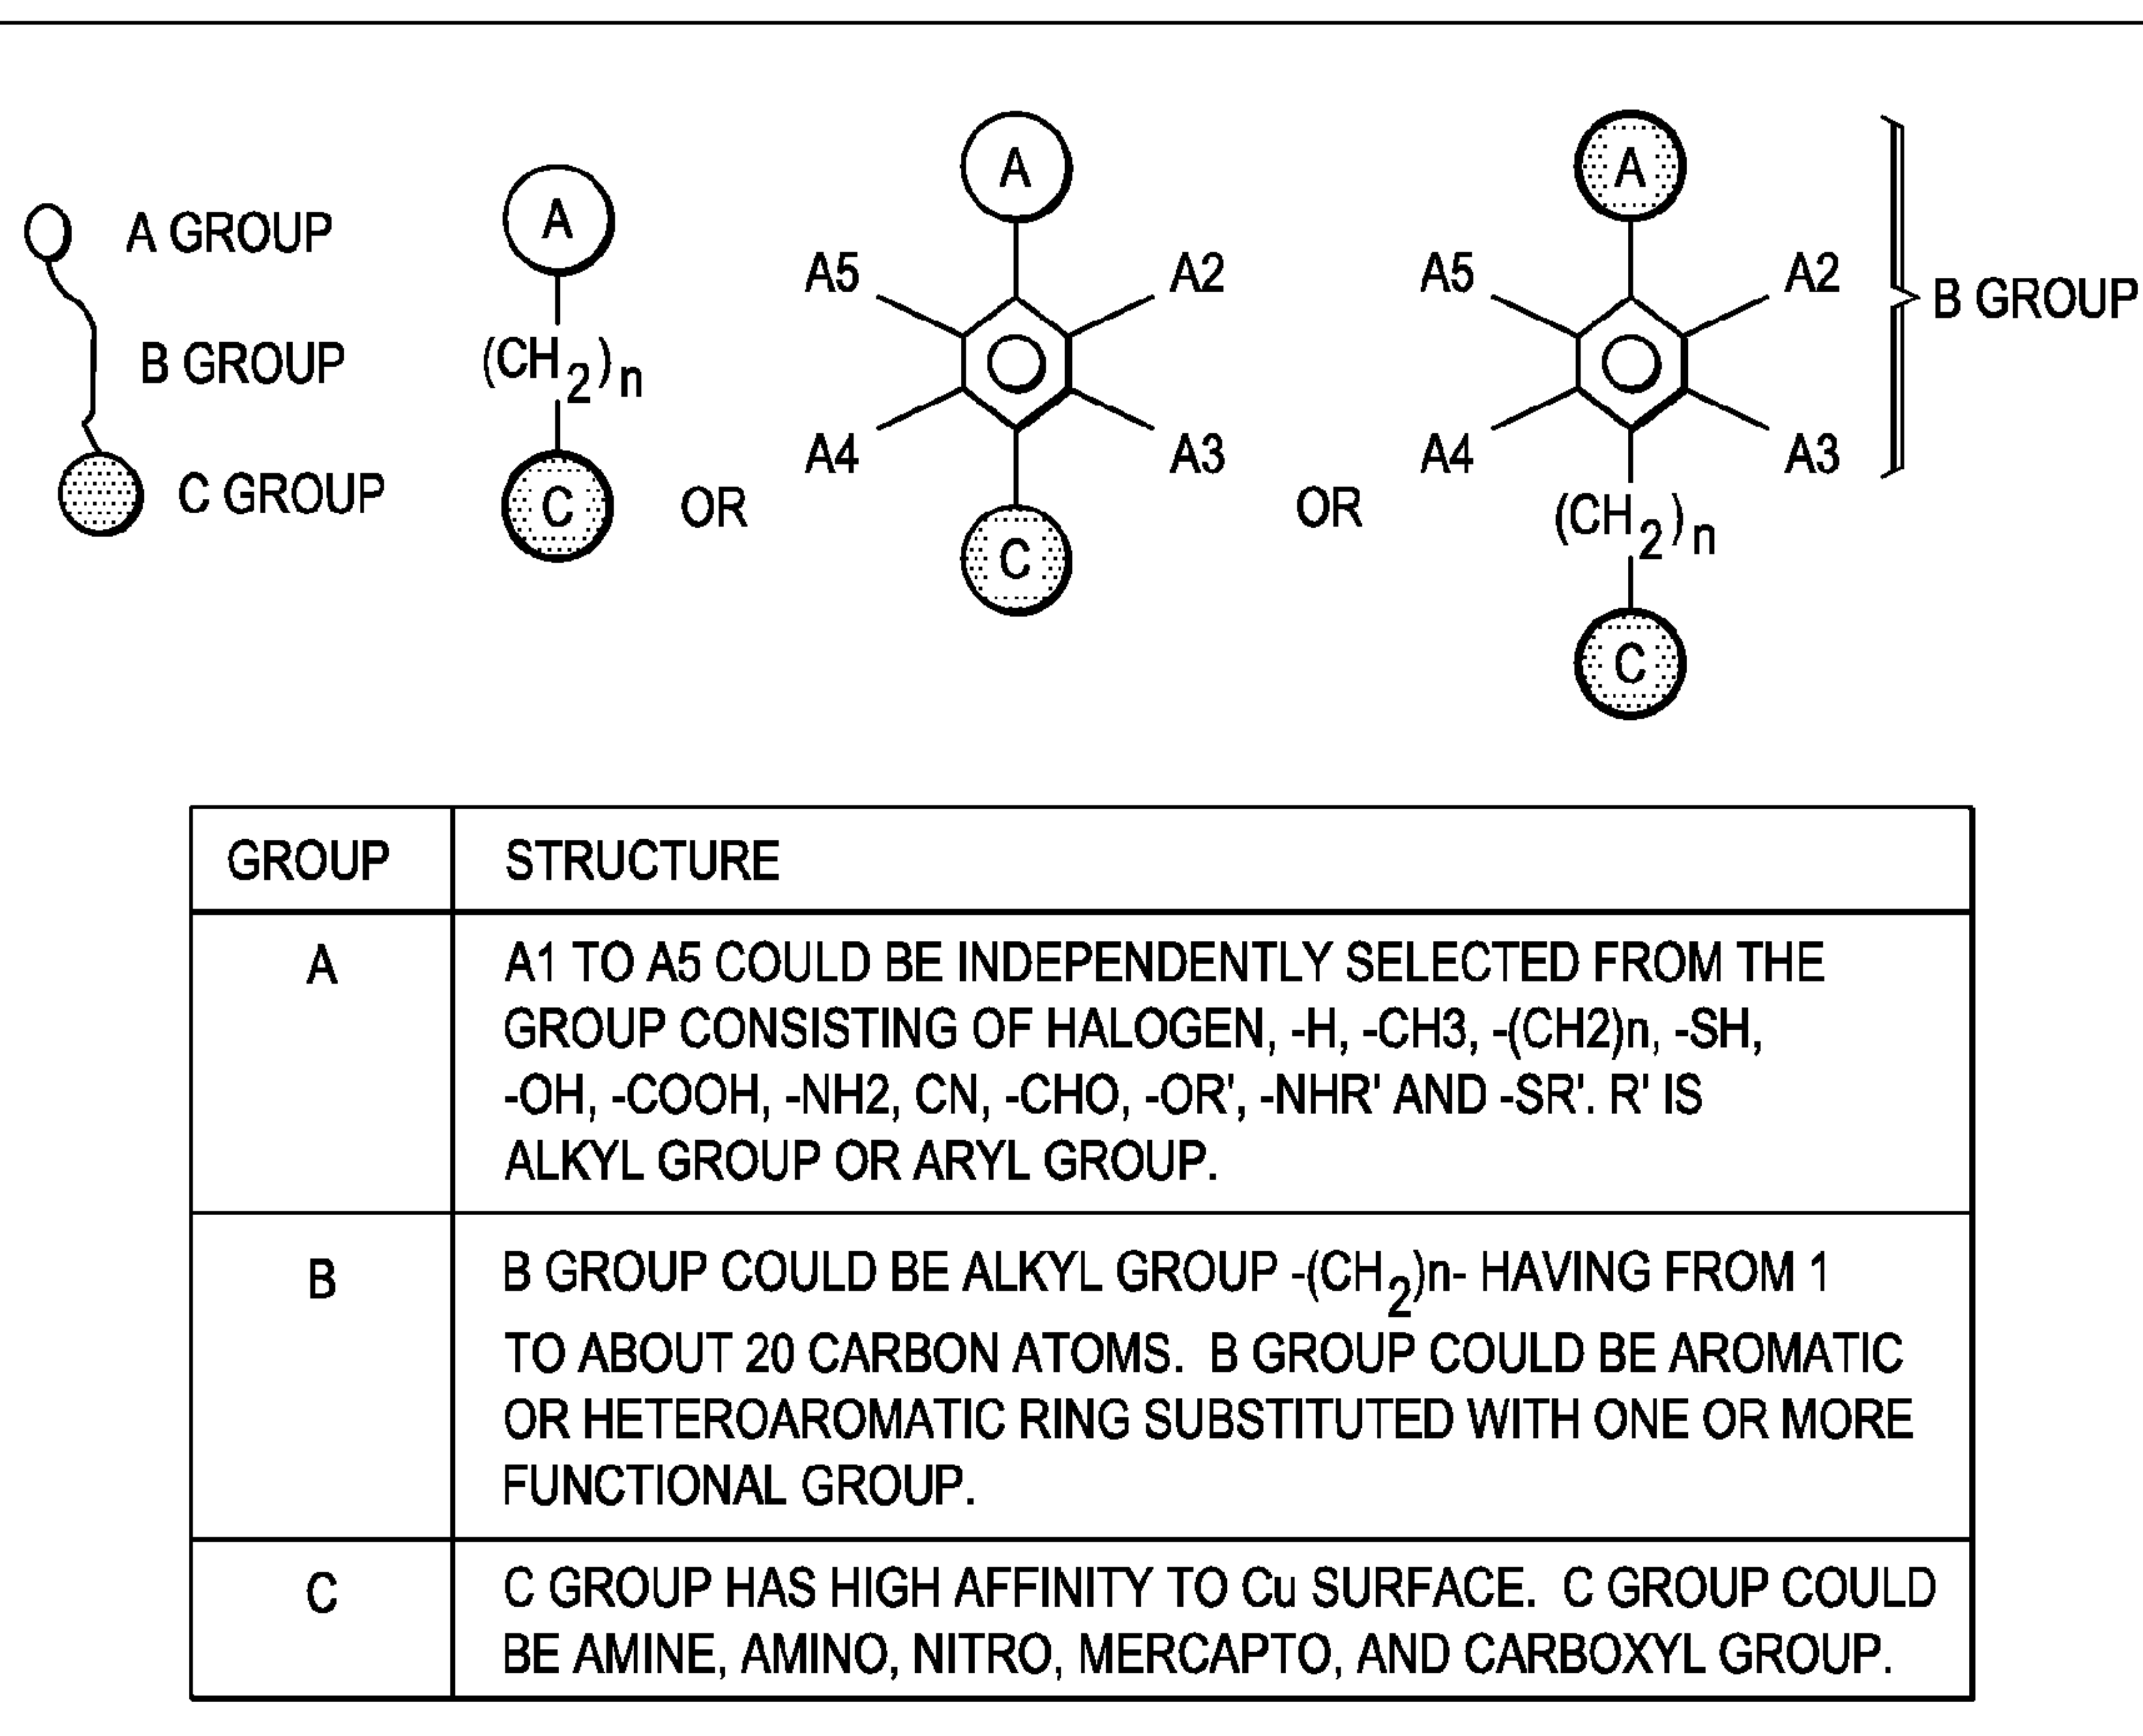 A GROUP
B GROUP
C GROUP
A
(CH2)n
C
OR
A
A5 A2
A4 A3
C
OR
A
A5 A2
A4 A3
(CH2)n
C
B GROUP
GROUP STRUCTURE
A A1 TO A5 COULD BE INDEPENDENTLY SELECTED FROM THE
GROUP CONSISTING OF HALOGEN, -H, -CH3, -(CH2)n, -SH,
-OH, -COOH, -NH2, CN, -CHO, -OR', -NHR' AND -SR'. R' IS
ALKYL GROUP OR ARYL GROUP.
B B GROUP COULD BE ALKYL GROUP -(CH2)n- HAVING FROM 1
TO ABOUT 20 CARBON ATOMS. B GROUP COULD BE AROMATIC
OR HETEROAROMATIC RING SUBSTITUTED WITH ONE OR MORE
FUNCTIONAL GROUP.
C C GROUP HAS HIGH AFFINITY TO Cu SURFACE. C GROUP COULD
BE AMINE, AMINO, NITRO, MERCAPTO, AND CARBOXYL GROUP.